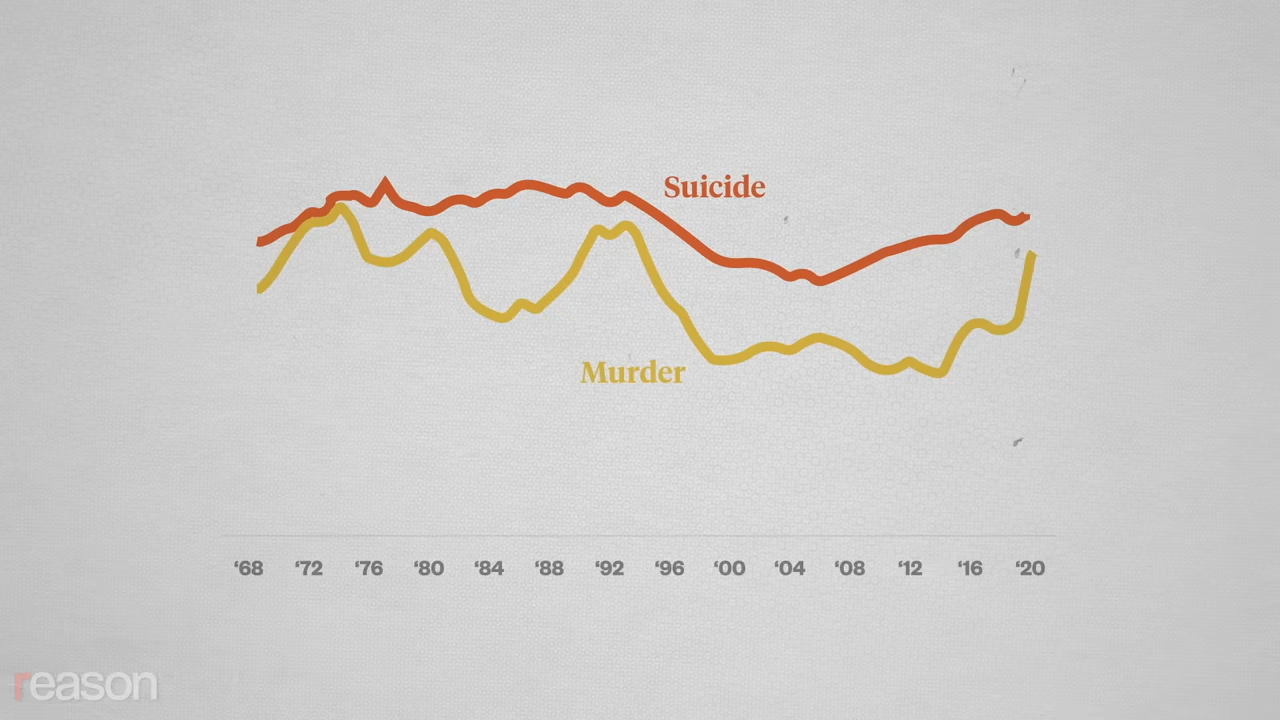 Suicide
Murder
‘68 ‘72 ‘76 ‘80 ‘84 ‘88 ‘92 ‘96 ‘00 ‘04 ‘08 ‘12 ‘16 ‘20
reason